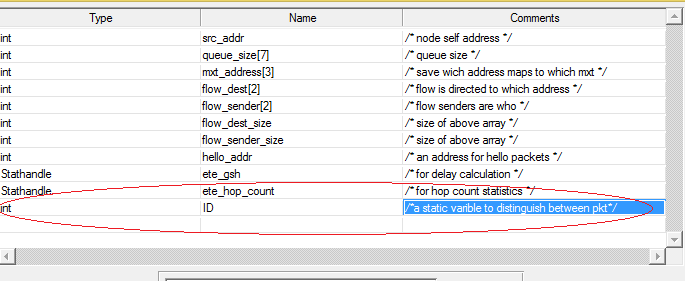 Type Name Comments
int src_addr /* node self address */
int queue_size[7] /* queue size */
int mxt_address[3] /* save wich address maps to which mxt */
int flow_dest[2] /* flow is directed to which address */
int flow_sender[2] /* flow senders are who */
int flow_dest_size /* size of above array */
int flow_sender_size /* size of above array */
int hello_addr /* an address for hello packets */
Stathandle ete_gsh /* for delay calculation */
Stathandle ete_hop_count /* for hop count statistics */
int ID /*a static varible to distinguish between pkt*/